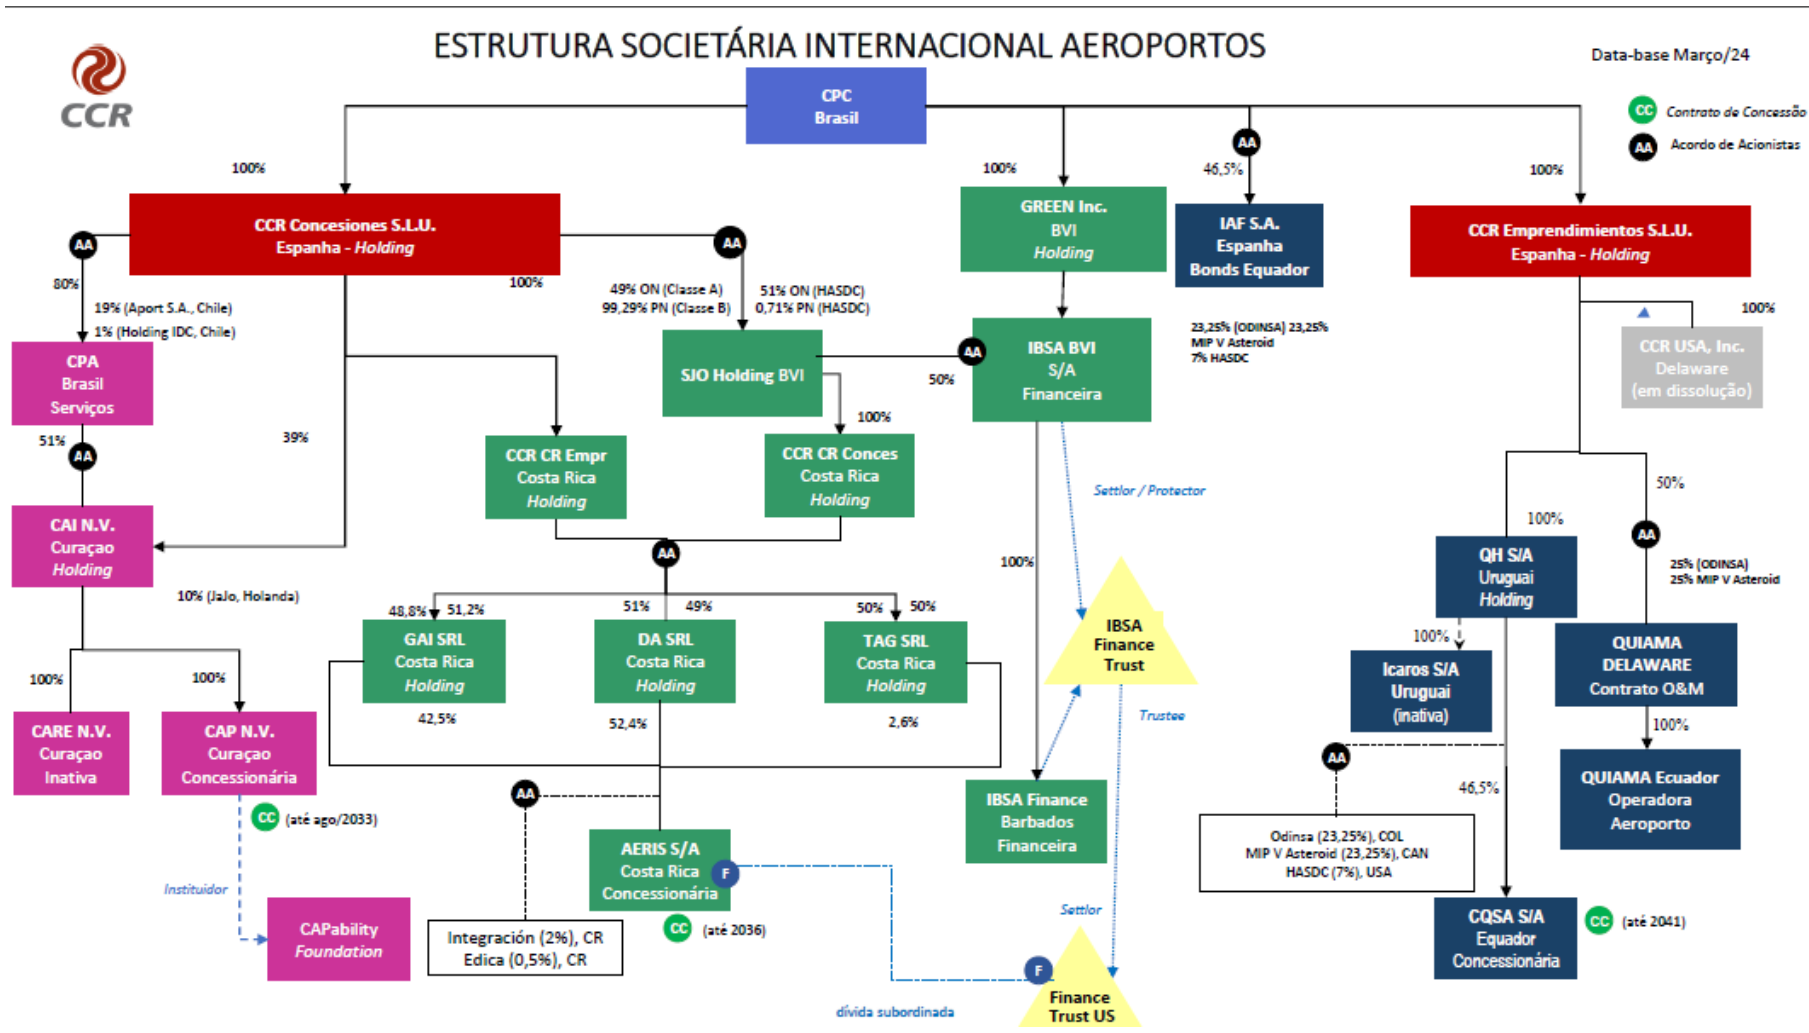 ESTRUTURA SOCIETÁRIA INTERNACIONAL AEROPORTOS
Data-base Março/24
CCR
CC Contrato de Concessão
AA Acordo de Acionistas
CPC
Brasil
100%
100%
AA
46,5%
100%
CCR Concesiones S.L.U.
Espanha - Holding
GREEN Inc.
BVI
Holding
IAF S.A.
Espanha
Bonds Equador
CCR Emprendimientos S.L.U.
Espanha - Holding
AA
80%
19% (Aport S.A., Chile)
1% (Holding IDC, Chile)
100%
AA
49% ON (Classe A)
99,29% PN (Classe B)
51% ON (HASDC)
0,71% PN (HASDC)
23,25% (ODINSA) 23,25%
MIP V Asteroid
7% HASDC
100%
CPA
Brasil
Serviços
SJO Holding BVI
AA
50%
IBSA BVI
S/A
Financeira
CCR USA, Inc.
Delaware
(em dissolução)
51%
AA
39%
100%
CCR CR Empr
Costa Rica
Holding
CCR CR Conces
Costa Rica
Holding
Settlor / Protector
50%
100%
AA
CAI N.V.
Curaçao
Holding
AA
100%
QH S/A
Uruguai
Holding
25% (ODINSA)
25% MIP V Asteroid
10% (JaJo, Holanda)
48,8%
51,2%
51%
49%
50%
50%
GAI SRL
Costa Rica
Holding
DA SRL
Costa Rica
Holding
TAG SRL
Costa Rica
Holding
IBSA
Finance
Trust
100%
Icaros S/A
Uruguai
(inativa)
QUIAMA
DELAWARE
Contrato O&M
100%
100%
42,5%
52,4%
2,6%
Trustee
100%
CARE N.V.
Curaçao
Inativa
CAP N.V.
Curaçao
Concessionária
AA
46,5%
QUIAMA Ecuador
Operadora
Aeroporto
CC (até ago/2033)
AA
IBSA Finance
Barbados
Financeira
Odinsa (23,25%), COL
MIP V Asteroid (23,25%), CAN
HASDC (7%), USA
AERIS S/A
Costa Rica
Concessionária
F
Instituidor
CAPability
Foundation
Integración (2%), CR
Edica (0,5%), CR
CC (até 2036)
Settlor
CQSA S/A
Equador
Concessionária
CC (até 2041)
F
dívida subordinada
Finance
Trust US